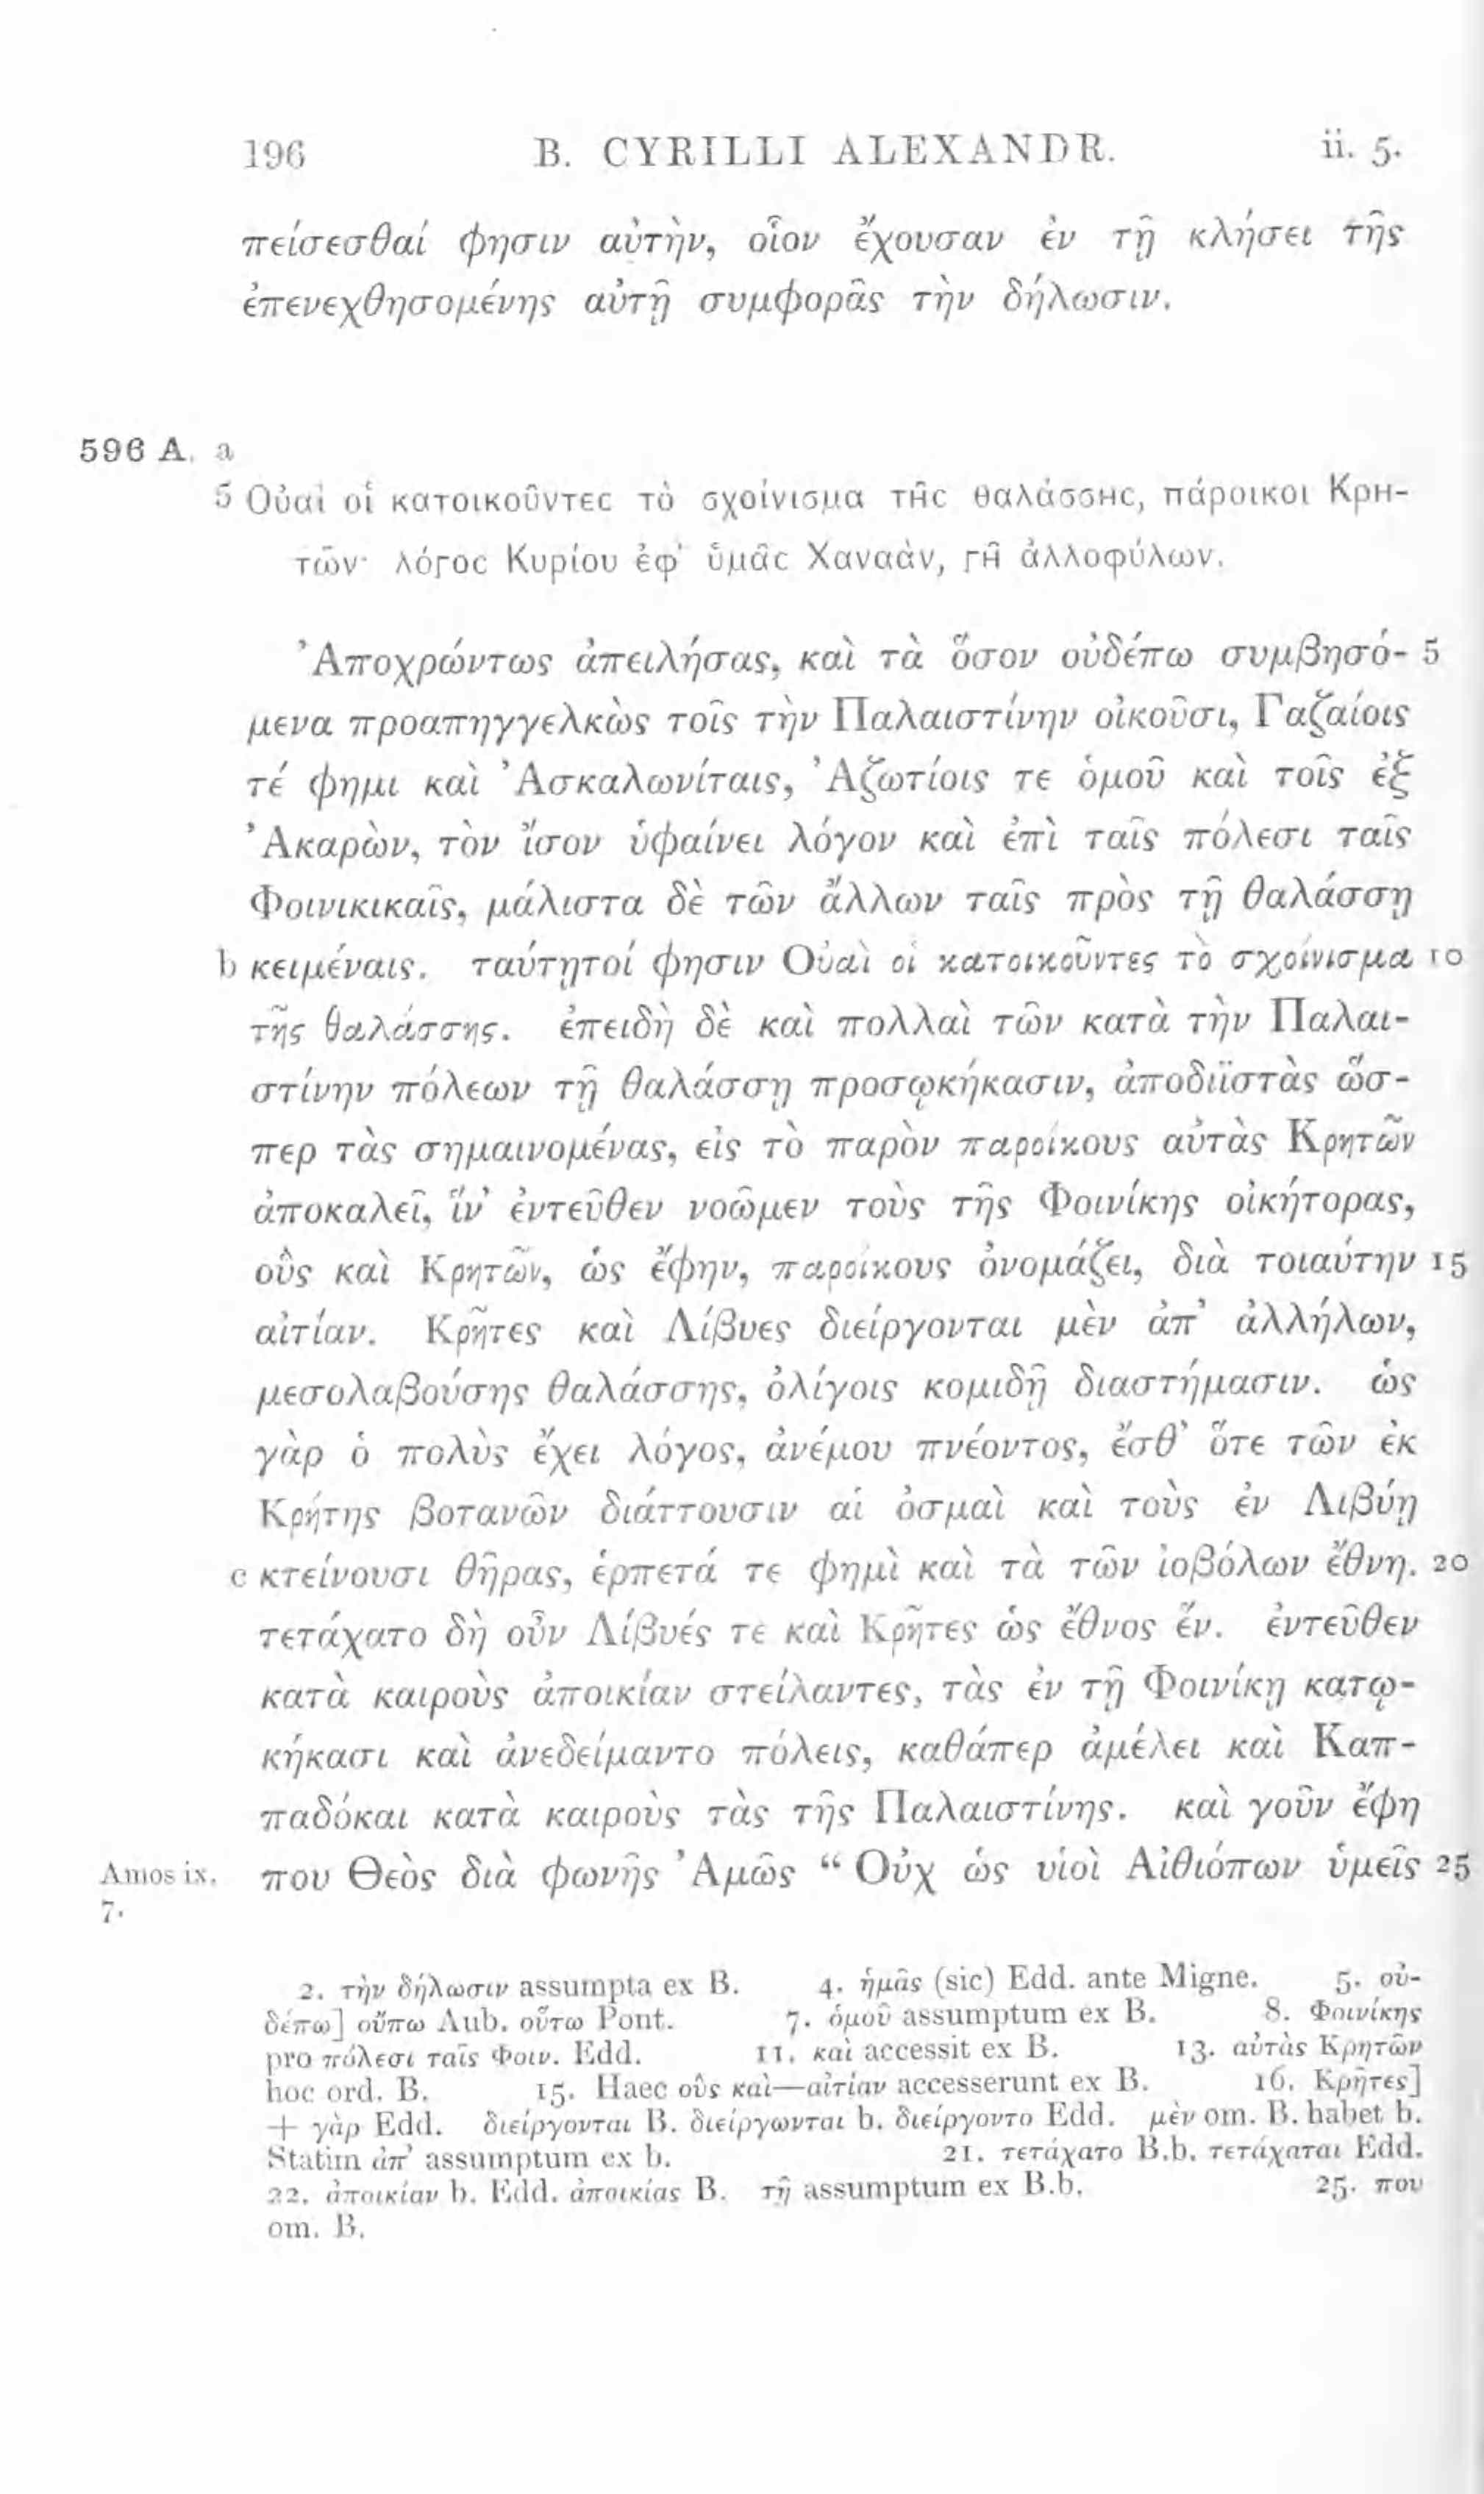 196 B. CYRILLI ALEXANDR. ii. 5.
πείσεσθαί φησιν αὐτὴν, οἷον ἔχουσαν ἐν τῇ κλήσει τῆς
ἐπενεχθησομένης αὐτῇ συμφορᾶς τὴν δήλωσιν.
596 A. a
5 Οὐαὶ οἱ κατοικοῦντες τὸ σχοίνισμα τῆς θαλάσσης, πάροικοι Κρη-
τῶν· λόγος Κυρίου ἐφ' ὑμᾶς Χαναὰν, γῆ ἀλλοφύλων.
Ἀποχρώντως ἀπειλήσας, καὶ τὰ ὅσον οὐδέπω συμβησό- 5
μενα προαπηγγελκὼς τοῖς τὴν Παλαιστίνην οἰκοῦσι, Γαζαίοις
τέ φημι καὶ Ἀσκαλωνίταις, Ἀζωτίοις τε ὁμοῦ καὶ τοῖς ἐξ
Ἀκαρὼν, τὸν ἴσον ὑφαίνει λόγον καὶ ἐπὶ ταῖς πόλεσι ταῖς
Φοινικικαῖς, μάλιστα δὲ τῶν ἄλλων ταῖς πρὸς τῇ θαλάσσῃ
b κειμέναις. ταύτῃτοί φησιν Οὐαὶ οἱ κατοικοῦντες τὸ σχοίνισμα 10
τῆς θαλάσσης. ἐπειδὴ δὲ καὶ πολλαὶ τῶν κατὰ τὴν Παλαι-
στίνην πόλεων τῇ θαλάσσῃ προσῳκήκασιν, ἀποδιϊστὰς ὥσ-
περ τὰς σημαινομένας, εἰς τὸ παρὸν παροίκους αὐτὰς Κρητῶν
ἀποκαλεῖ, ἵν' ἐντεῦθεν νοῶμεν τοὺς τῆς Φοινίκης οἰκήτορας,
οὓς καὶ Κρητῶν, ὡς ἔφην, παροίκους ὀνομάζει, διὰ τοιαύτην 15
αἰτίαν. Κρῆτες καὶ Λίβυες διείργονται μὲν ἀπ' ἀλλήλων,
μεσολαβούσης θαλάσσης, ὀλίγοις κομιδῇ διαστήμασιν. ὡς
γὰρ ὁ πολὺς ἔχει λόγος, ἀνέμου πνέοντος, ἔσθ' ὅτε τῶν ἐκ
Κρήτης βοτανῶν διάττουσιν αἱ ὀσμαὶ καὶ τοὺς ἐν Λιβύῃ
c κτείνουσι θῆρας, ἑρπετά τε φημὶ καὶ τὰ τῶν ἰοβόλων ἔθνη. 20
τετάχατο δὴ οὖν Λίβυές τε καὶ Κρῆτες ὡς ἔθνος ἕν. ἐντεῦθεν
κατὰ καιροὺς ἀποικίαν στείλαντες, τὰς ἐν τῇ Φοινίκῃ κατῳ-
κήκασι καὶ ἀνεδείμαντο πόλεις, καθάπερ ἀμέλει καὶ Καπ-
παδόκαι κατὰ καιροὺς τὰς τῆς Παλαιστίνης. καὶ γοῦν ἔφη
Amos ix. που Θεὸς διὰ φωνῆς Ἀμῶς “ Οὐχ ὡς υἱοὶ Αἰθιόπων ὑμεῖς 25
7.
2. τὴν δήλωσιν assumpta ex B. 4. ἡμᾶς (sic) Edd. ante Migne. 5. οὐ-
δέπω] οὔπω Aub. οὕτω Pont. 7. ὁμοῦ assumptum ex B. 8. Φοινίκης
pro πόλεσι ταῖς Φοιν. Edd. 11. καὶ accessit ex B. 13. αὐτὰς Κρητῶν
hoc ord. B. 15. Haec οὓς καὶ—αἰτίαν accesserunt ex B. 16. Κρῆτες]
+ γὰρ Edd. διείργονται B. διείργωνται b. διείργοντο Edd. μὲν om. B. habet b.
Statim ἀπ' assumptum ex b. 21. τετάχατο B.b. τετάχαται Edd.
22. ἀποικίαν b. Edd. ἀποικίας B. τῇ assumptum ex B.b. 25. που
om. B.